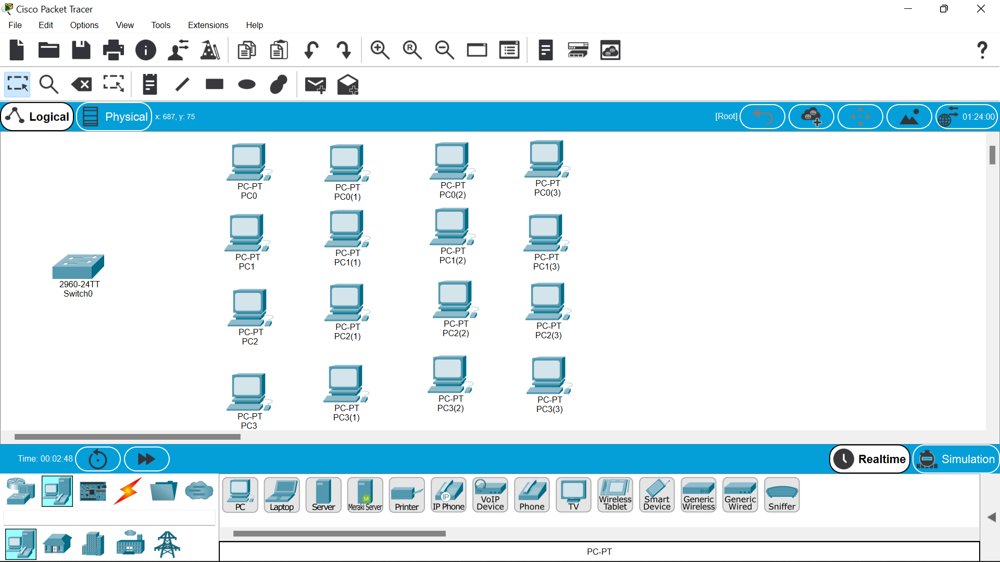 Cisco Packet Tracer
File Edit Options View Tools Extensions Help
Logical Physical x: 687, y: 75 [Root] 01:24:00
PC-PT
PC0
PC-PT
PC0(1)
PC-PT
PC0(2)
PC-PT
PC0(3)
PC-PT
PC1
PC-PT
PC1(1)
PC-PT
PC1(2)
PC-PT
PC1(3)
2960-24TT
Switch0
PC-PT
PC2
PC-PT
PC2(1)
PC-PT
PC2(2)
PC-PT
PC2(3)
PC-PT
PC3
PC-PT
PC3(1)
PC-PT
PC3(2)
PC-PT
PC3(3)
Time: 00:02:48 Realtime Simulation
PC
Laptop
Server
M
Meraki Server
Printer
IP
IP Phone
VoIP
Device
Phone
TV
Wireless
Tablet
Smart
Device
Generic
Wireless
Generic
Wired
Sniffer
PC-PT